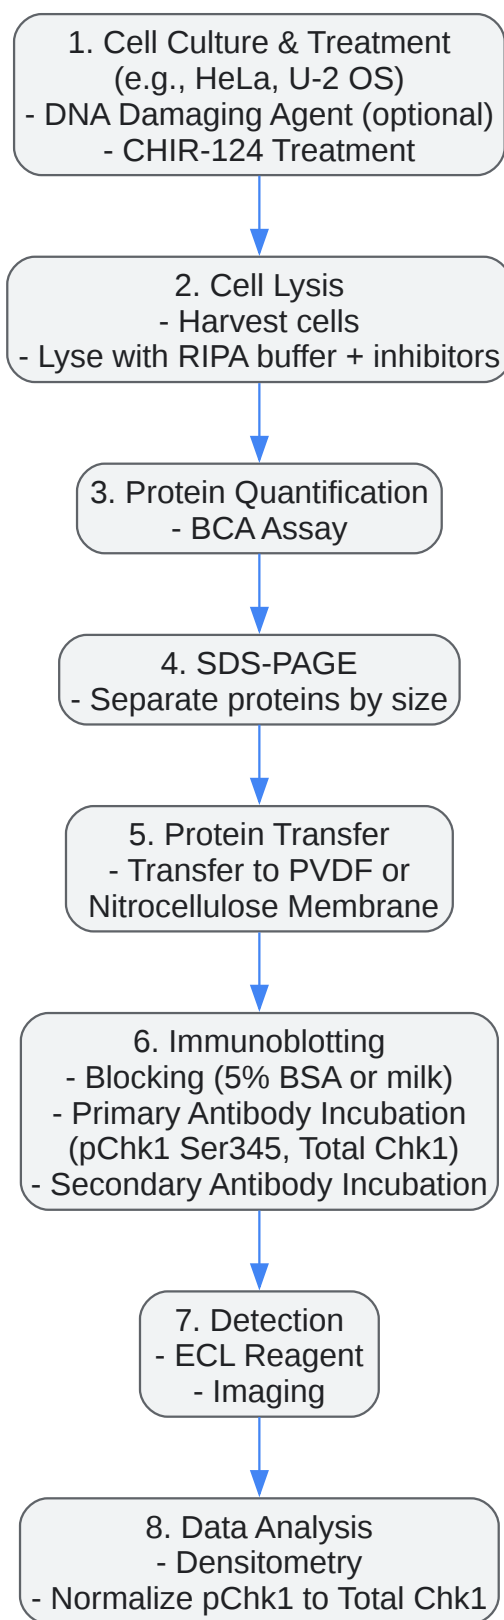 1. Cell Culture & Treatment
(e.g., HeLa, U-2 OS)
- DNA Damaging Agent (optional)
- CHIR-124 Treatment
2. Cell Lysis
- Harvest cells
- Lyse with RIPA buffer + inhibitors
3. Protein Quantification
- BCA Assay
4. SDS-PAGE
- Separate proteins by size
5. Protein Transfer
- Transfer to PVDF or
Nitrocellulose Membrane
6. Immunoblotting
- Blocking (5% BSA or milk)
- Primary Antibody Incubation
(pChk1 Ser345, Total Chk1)
- Secondary Antibody Incubation
7. Detection
- ECL Reagent
- Imaging
8. Data Analysis
- Densitometry
- Normalize pChk1 to Total Chk1